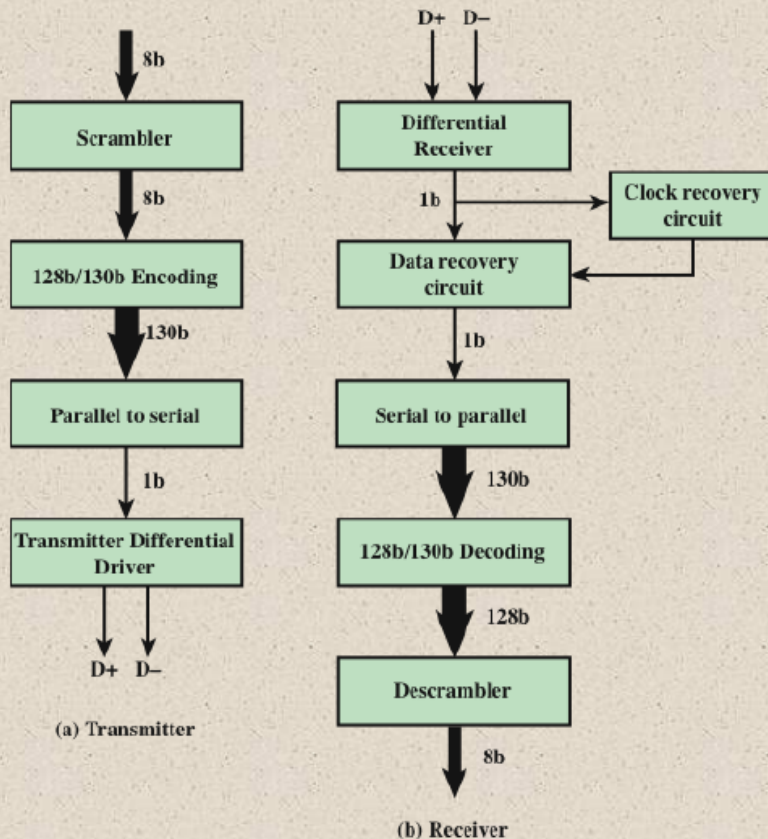 8b
Scrambler
8b
128b/130b Encoding
130b
Parallel to serial
1b
Transmitter Differential
Driver
D+ D–
(a) Transmitter
D+ D–
Differential
Receiver
1b
Clock recovery
circuit
Data recovery
circuit
1b
Serial to parallel
130b
128b/130b Decoding
128b
Descrambler
8b
(b) Receiver